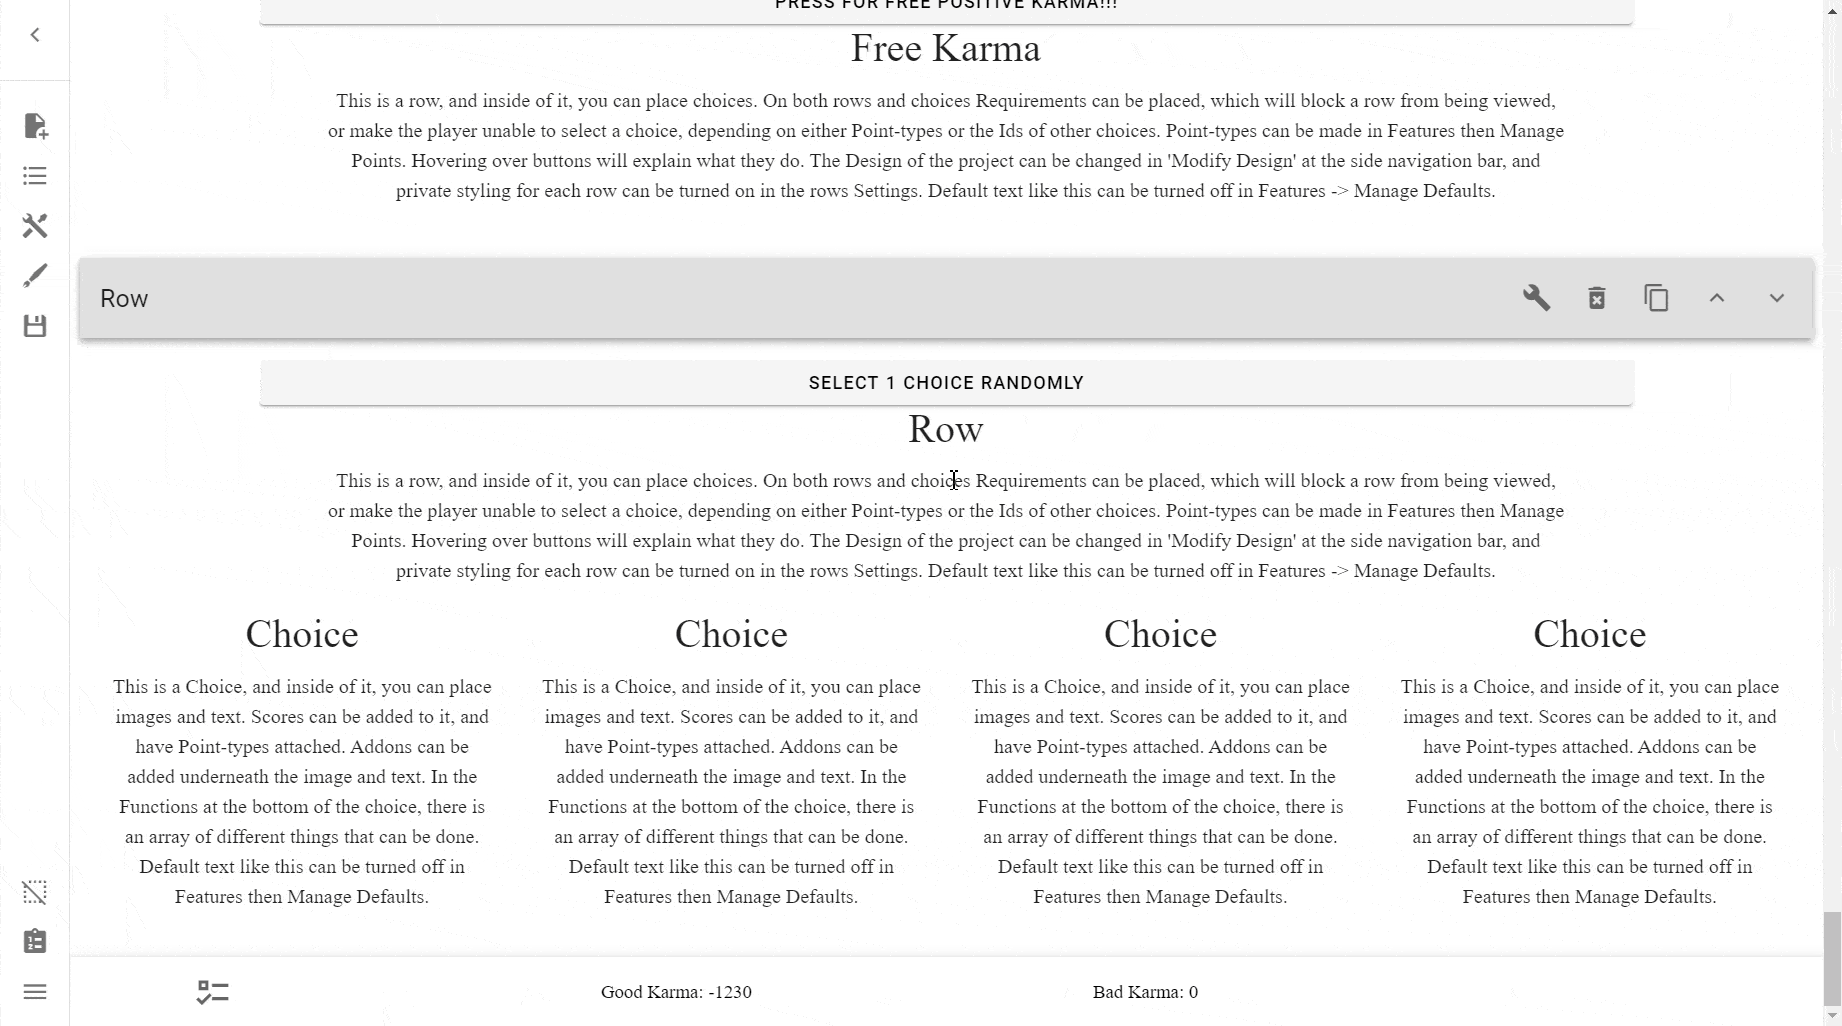 PRESS FOR FREE POSITIVE KARMA!!!
Free Karma
This is a row, and inside of it, you can place choices. On both rows and choices Requirements can be placed, which will block a row from being viewed,
or make the player unable to select a choice, depending on either Point-types or the Ids of other choices. Point-types can be made in Features then Manage
Points. Hovering over buttons will explain what they do. The Design of the project can be changed in 'Modify Design' at the side navigation bar, and
private styling for each row can be turned on in the rows Settings. Default text like this can be turned off in Features -> Manage Defaults.
Row
SELECT 1 CHOICE RANDOMLY
Row
This is a row, and inside of it, you can place choices. On both rows and choices Requirements can be placed, which will block a row from being viewed,
or make the player unable to select a choice, depending on either Point-types or the Ids of other choices. Point-types can be made in Features then Manage
Points. Hovering over buttons will explain what they do. The Design of the project can be changed in 'Modify Design' at the side navigation bar, and
private styling for each row can be turned on in the rows Settings. Default text like this can be turned off in Features -> Manage Defaults.
Choice
This is a Choice, and inside of it, you can place
images and text. Scores can be added to it, and
have Point-types attached. Addons can be
added underneath the image and text. In the
Functions at the bottom of the choice, there is
an array of different things that can be done.
Default text like this can be turned off in
Features then Manage Defaults.
Choice
This is a Choice, and inside of it, you can place
images and text. Scores can be added to it, and
have Point-types attached. Addons can be
added underneath the image and text. In the
Functions at the bottom of the choice, there is
an array of different things that can be done.
Default text like this can be turned off in
Features then Manage Defaults.
Choice
This is a Choice, and inside of it, you can place
images and text. Scores can be added to it, and
have Point-types attached. Addons can be
added underneath the image and text. In the
Functions at the bottom of the choice, there is
an array of different things that can be done.
Default text like this can be turned off in
Features then Manage Defaults.
Choice
This is a Choice, and inside of it, you can place
images and text. Scores can be added to it, and
have Point-types attached. Addons can be
added underneath the image and text. In the
Functions at the bottom of the choice, there is
an array of different things that can be done.
Default text like this can be turned off in
Features then Manage Defaults.
Good Karma: -1230
Bad Karma: 0